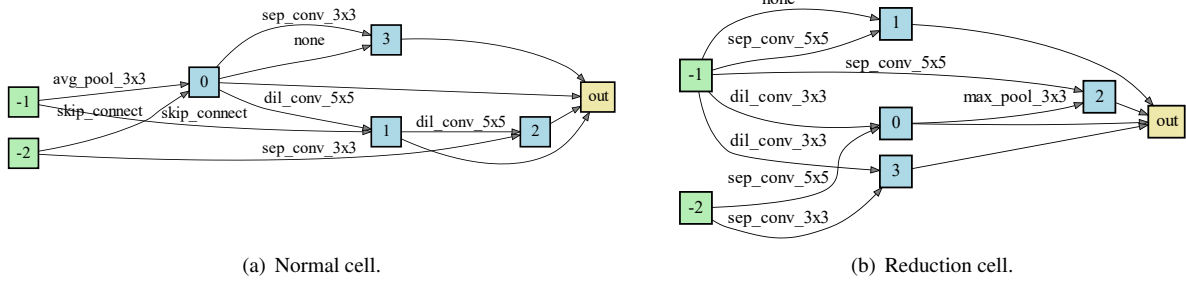 sep_conv_3x3
none
3
avg_pool_3x3
0
-1
out
skip_connect
skip_connect
dil_conv_5x5
1
dil_conv_5x5
2
-2
sep_conv_3x3
(a) Normal cell.
none
1
sep_conv_5x5
sep_conv_5x5
-1
dil_conv_3x3
max_pool_3x3
2
0
out
dil_conv_3x3
3
sep_conv_5x5
-2
sep_conv_3x3
(b) Reduction cell.